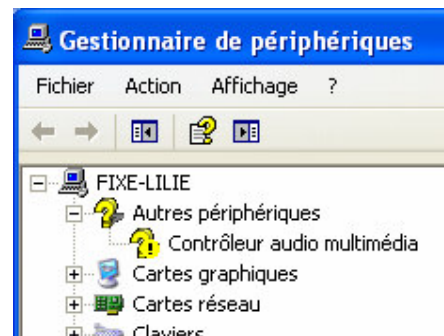 Gestionnaire de périphériques
Fichier Action Affichage ?
FIXE-LILIE
Autres périphériques
Contrôleur audio multimédia
Cartes graphiques
Cartes réseau
Claviers